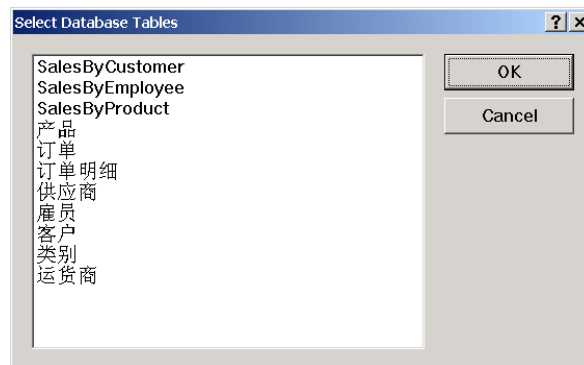 Select Database Tables
SalesByCustomer
SalesByEmployee
SalesByProduct
产品
订单
订单明细
供应商
雇员
客户
类别
运货商
OK
Cancel